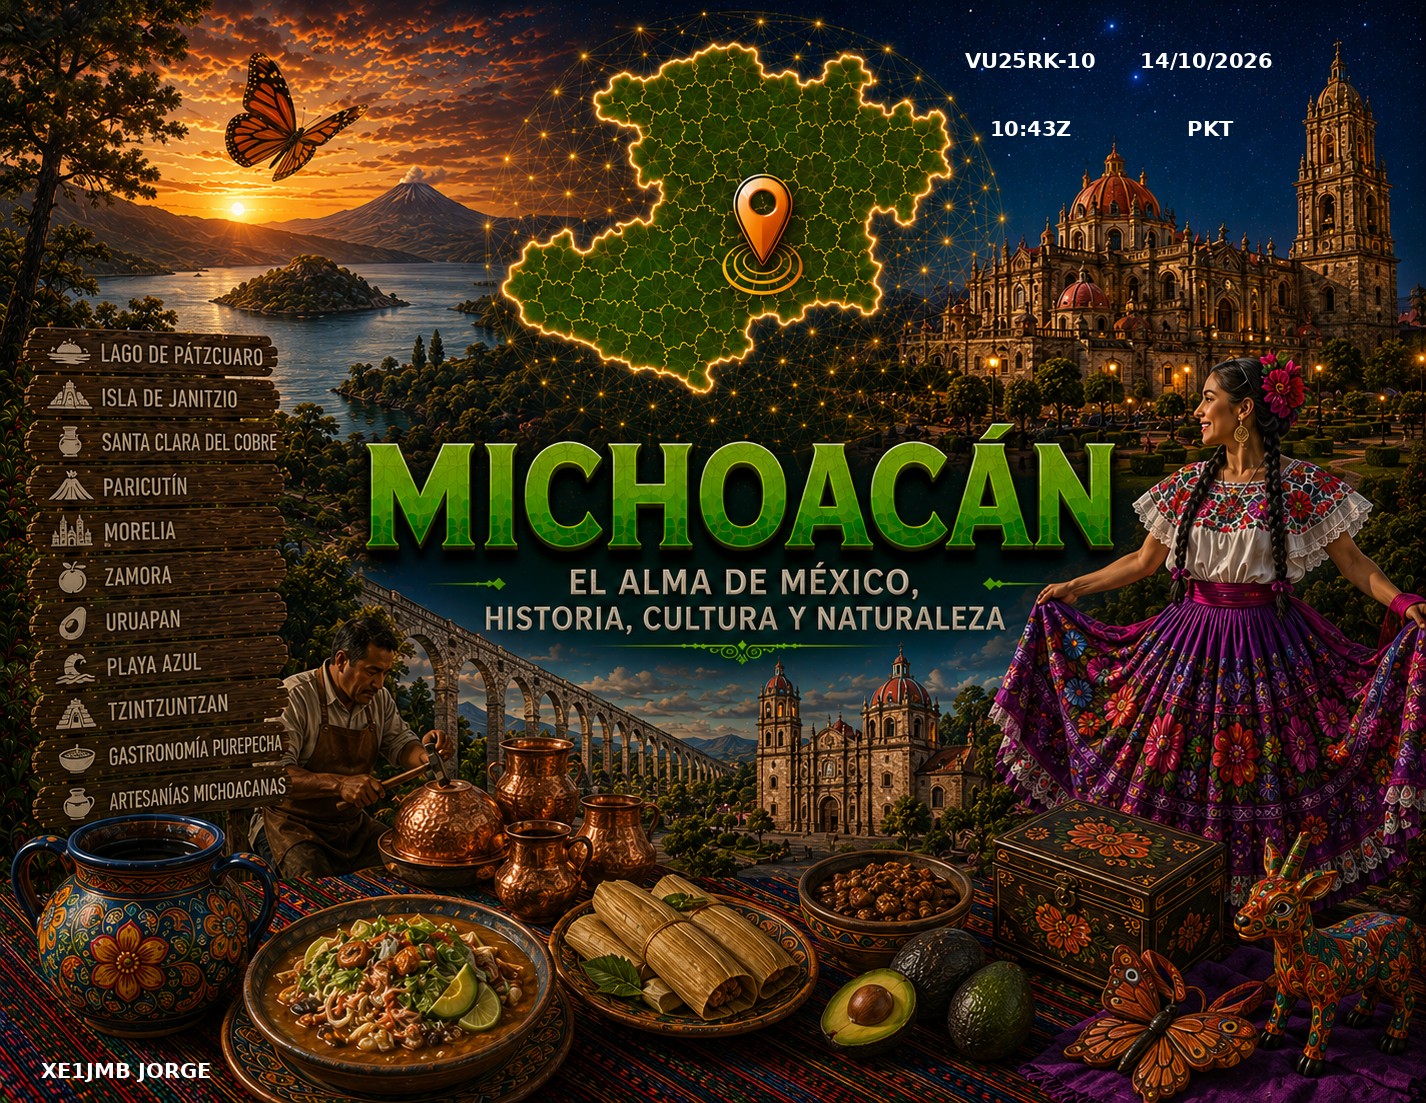 VU25RK-10 14/10/2026
10:43Z PKT
LAGO DE PÁTZCUARO
ISLA DE JANITZIO
SANTA CLARA DEL COBRE
PARICUTÍN
MORELIA
ZAMORA
URUAPAN
PLAYA AZUL
TZINTZUNTZAN
GASTRONOMÍA PUREPECHA
ARTESANÍAS MICHOACANAS
MICHOACÁN
EL ALMA DE MÉXICO,
HISTORIA, CULTURA Y NATURALEZA
XE1JMB JORGE